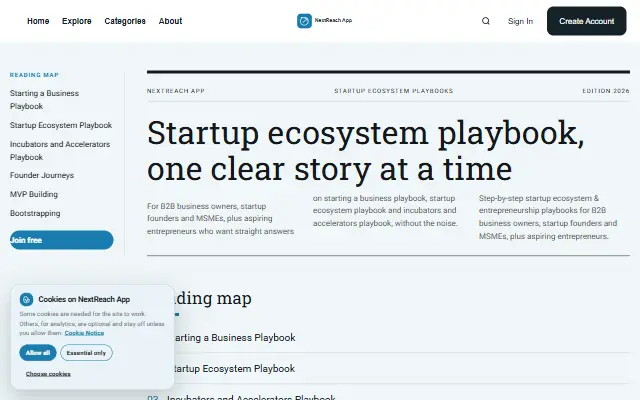 Home Explore Categories About
NextReach App
Sign In
Create Account
READING MAP
Starting a Business
Playbook
Startup Ecosystem Playbook
Incubators and Accelerators
Playbook
Founder Journeys
MVP Building
Bootstrapping
Join free
NEXTREACH APP
STARTUP ECOSYSTEM PLAYBOOKS
EDITION 2026
Startup ecosystem playbook,
one clear story at a time
For B2B business owners, startup
founders and MSMEs, plus aspiring
entrepreneurs who want straight answers
on starting a business playbook, startup
ecosystem playbook and incubators and
accelerators playbook, without the noise.
Step-by-step startup ecosystem &
entrepreneurship playbooks for B2B
business owners, startup founders and
MSMEs, plus aspiring entrepreneurs.
ding map
arting a Business Playbook
artup Ecosystem Playbook
03 Incubators and Accelerators Playbook
Cookies on NextReach App
Some cookies are needed for the site to work.
Others, for analytics, are optional and stay off unless
you allow them. Cookie Notice
Allow all
Essential only
Choose cookies